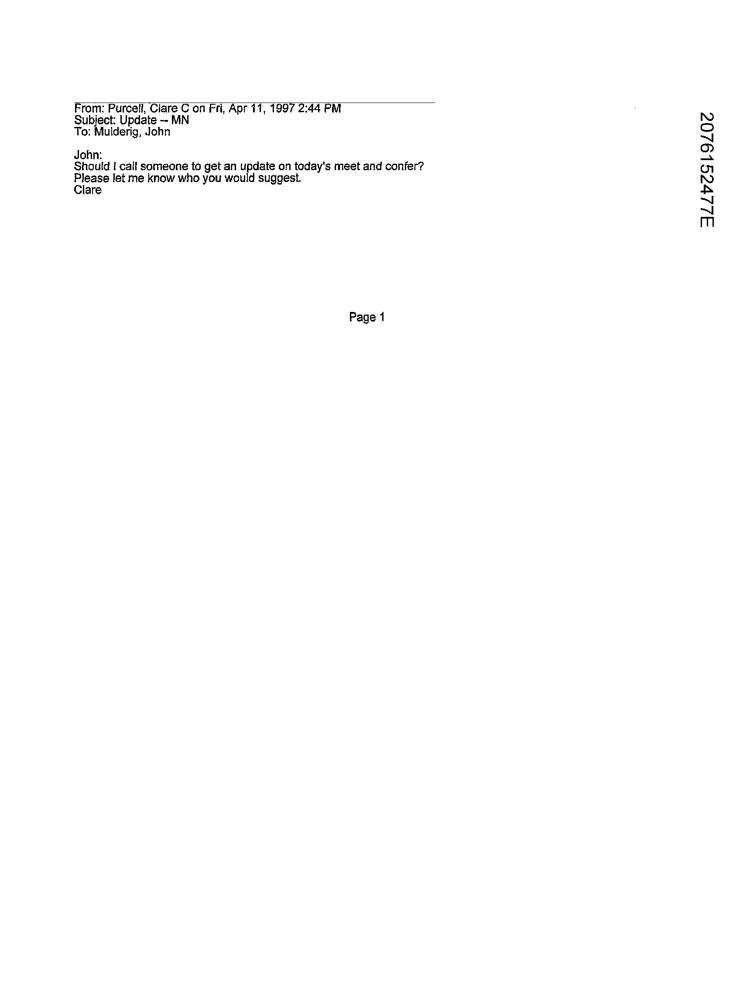 From: Purcell, Clare C on Fri, Apr 11, 1997 2:44 PM
Subject: Update -- MN
To: Mulderig, John
John:
Should I call someone to get an update on today's meet and confer?
Please let me know who you would suggest.
Clare
Page 1
2076152477E